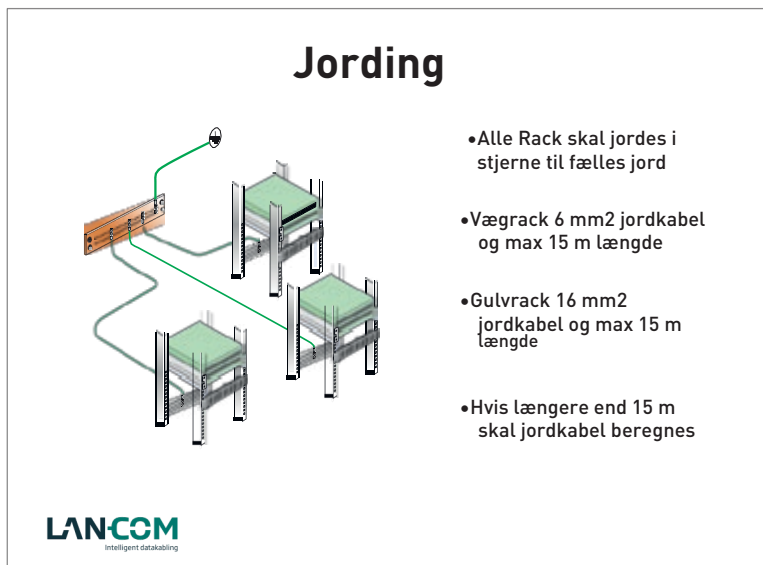 Jording
•Alle Rack skal jordes i
stjerne til fælles jord
•Vægrack 6 mm2 jordkabel
og max 15 m længde
•Gulvrack 16 mm2
jordkabel og max 15 m
længde
•Hvis længere end 15 m
skal jordkabel beregnes
LAN-COM
Intelligent datakabling